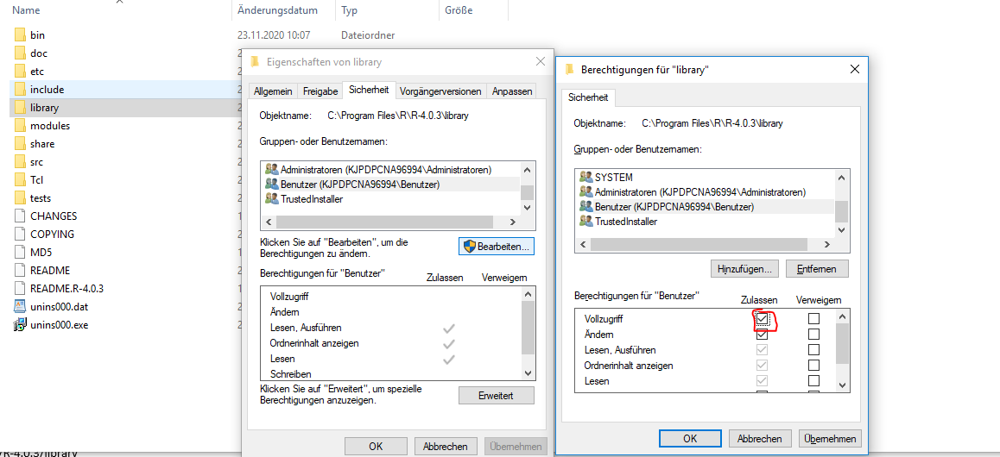 Name Änderungsdatum Typ Größe
bin 23.11.2020 10:07 Dateiordner
doc
etc
include
library
modules
share
src
Tcl
tests
CHANGES
COPYING
MD5
README
README.R-4.0.3
unins000.dat
unins000.exe
/R-4.0.3/library
Eigenschaften von library
Allgemein Freigabe Sicherheit Vorgängerversionen Anpassen
Objektname: C:\Program Files\R\R-4.0.3\library
Gruppen- oder Benutzernamen:
Administratoren (KJPDPCNA96994\Administratoren)
Benutzer (KJPDPCNA96994\Benutzer)
TrustedInstaller
Klicken Sie auf "Bearbeiten", um die
Berechtigungen zu ändern.
Bearbeiten...
Berechtigungen für "Benutzer" Zulassen Verweigern
Vollzugriff
Ändern
Lesen, Ausführen
Ordnerinhalt anzeigen
Lesen
Schreiben
Klicken Sie auf "Erweitert", um spezielle
Berechtigungen anzuzeigen.
Erweitert
OK Abbrechen Übernehmen
Berechtigungen für "library"
Sicherheit
Objektname: C:\Program Files\R\R-4.0.3\library
Gruppen- oder Benutzernamen:
SYSTEM
Administratoren (KJPDPCNA96994\Administratoren)
Benutzer (KJPDPCNA96994\Benutzer)
TrustedInstaller
Hinzufügen... Entfernen
Berechtigungen für "Benutzer" Zulassen Verweigern
Vollzugriff
Ändern
Lesen, Ausführen
Ordnerinhalt anzeigen
Lesen
OK Abbrechen Übernehmen